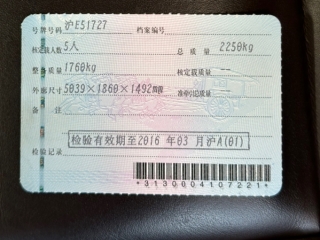 号牌号码 沪E51727 档案编号
核定载人数 5人 总质量 2250kg
整备质量 1760kg 核定载质量
外廓尺寸 5039×1860×1492mm 准牵引总质量
备注
检验有效期至2016 年03 月沪A(01)
检验记录
*3130004107221*